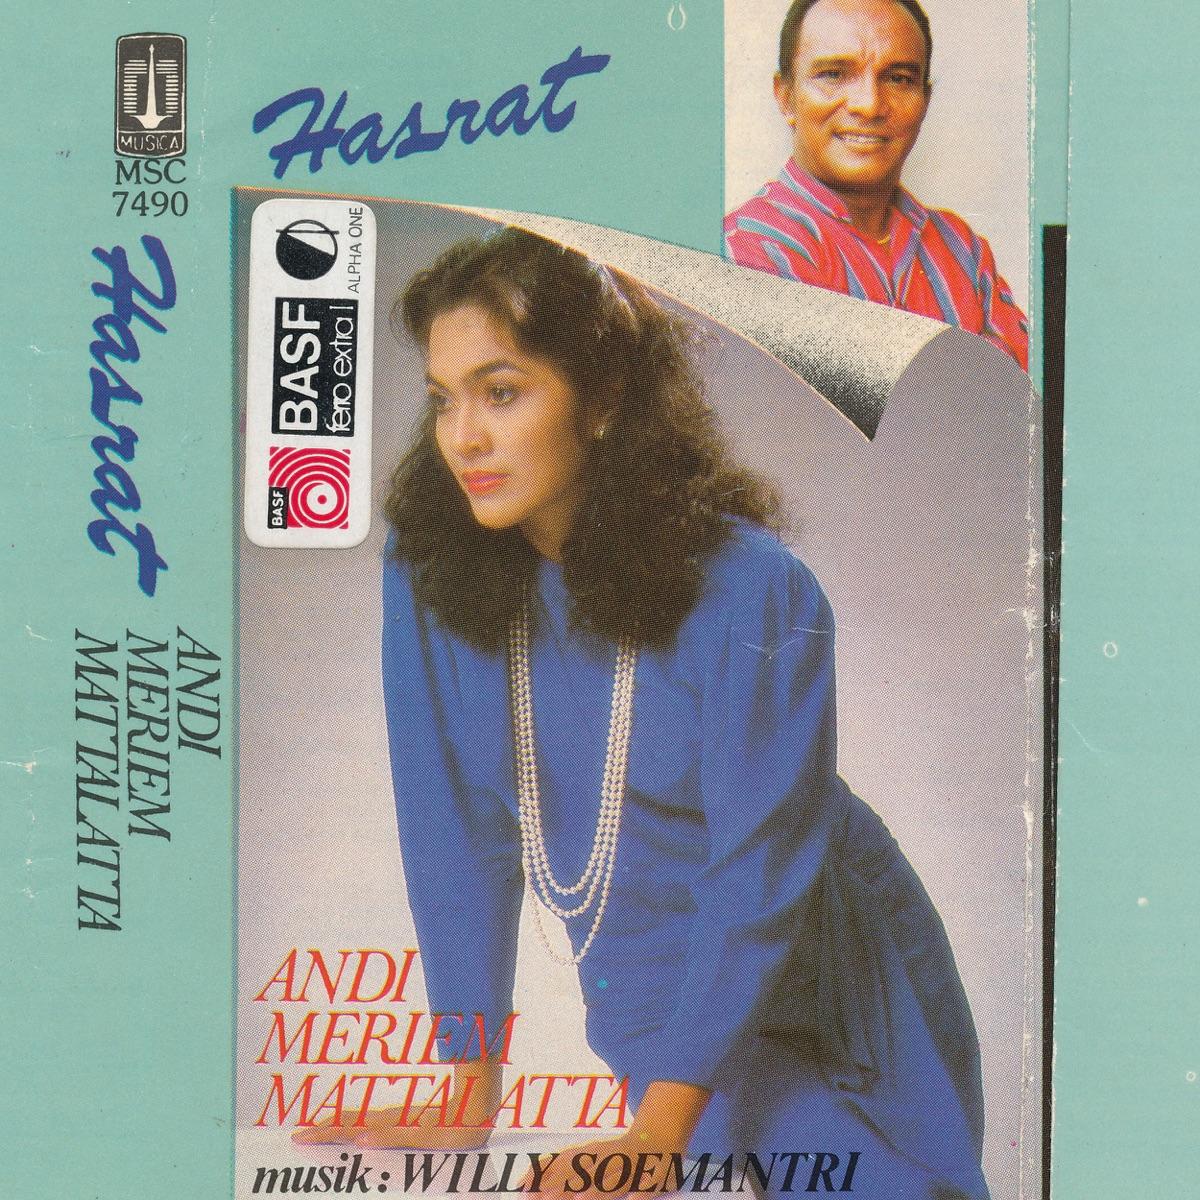 MUSICA
MSC
7490
Hasrat
ANDI
MERIEM
MATTALATTA
Hasrat
ALPHA ONE
BASF
ferro extra I
BASF
ANDI
MERIEM
MATTALATTA
musik: WILLY SOEMANTRI